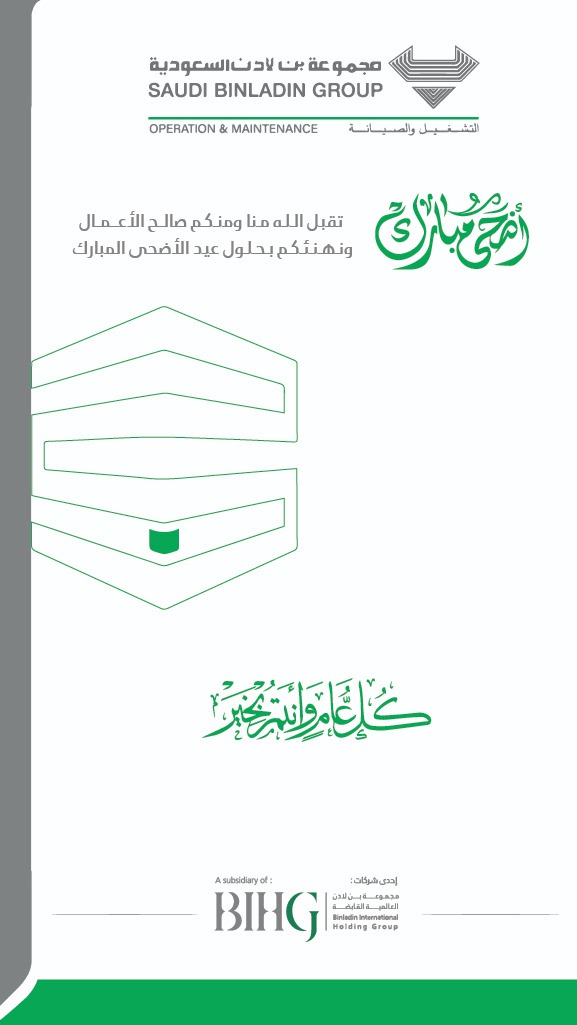 مجموعة بن لادن السعودية
SAUDI BINLADIN GROUP
OPERATION & MAINTENANCE التشغيل والصيانة
أضحى مبارك
تقبل الله منا ومنكم صالح الأعمال
ونهنئكم بحلول عيد الأضحى المبارك
كل عام وأنتم بخير
A subsidiary of : إحدى شركات :
BIHG
مجموعة بن لادن
العالمية القابضة
Binladin International
Holding Group